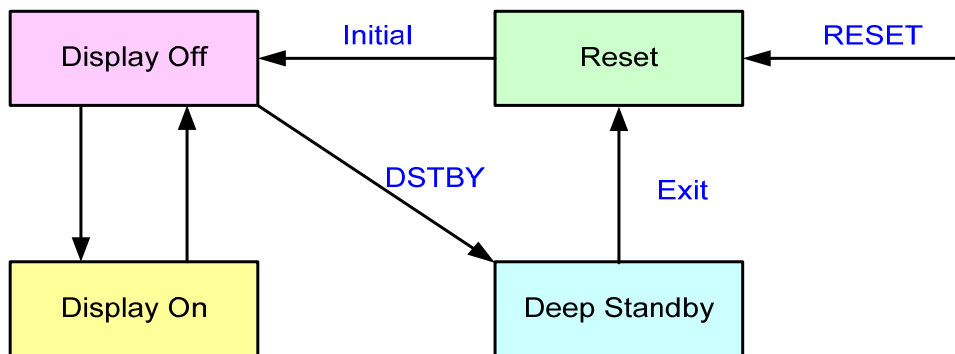 Initial
RESET
Display Off
Reset
DSTBY
Exit
Display On
Deep Standby